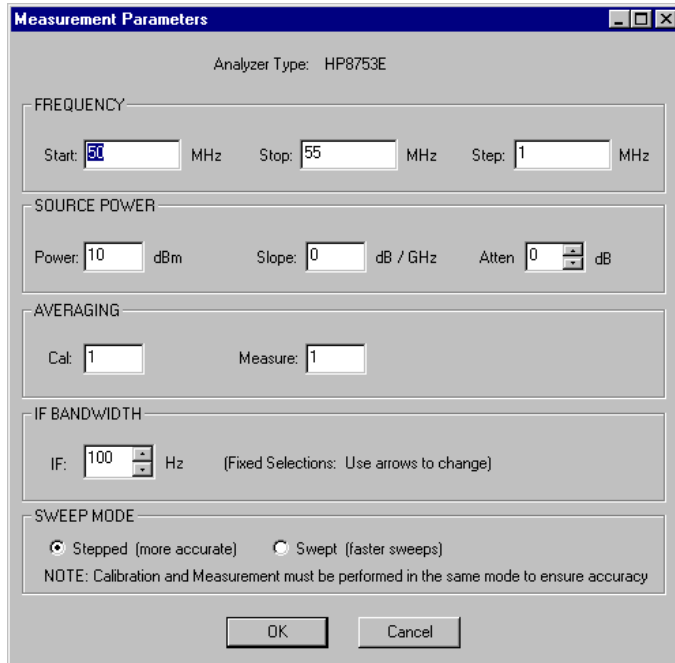 Measurement Parameters
Analyzer Type: HP8753E
FREQUENCY
Start: 50 MHz Stop: 55 MHz Step: 1 MHz
SOURCE POWER
Power: 10 dBm Slope: 0 dB / GHz Atten 0 dB
AVERAGING
Cal: 1 Measure: 1
IF BANDWIDTH
IF: 100 Hz (Fixed Selections: Use arrows to change)
SWEEP MODE
Stepped (more accurate) Swept (faster sweeps)
NOTE: Calibration and Measurement must be performed in the same mode to ensure accuracy
OK Cancel